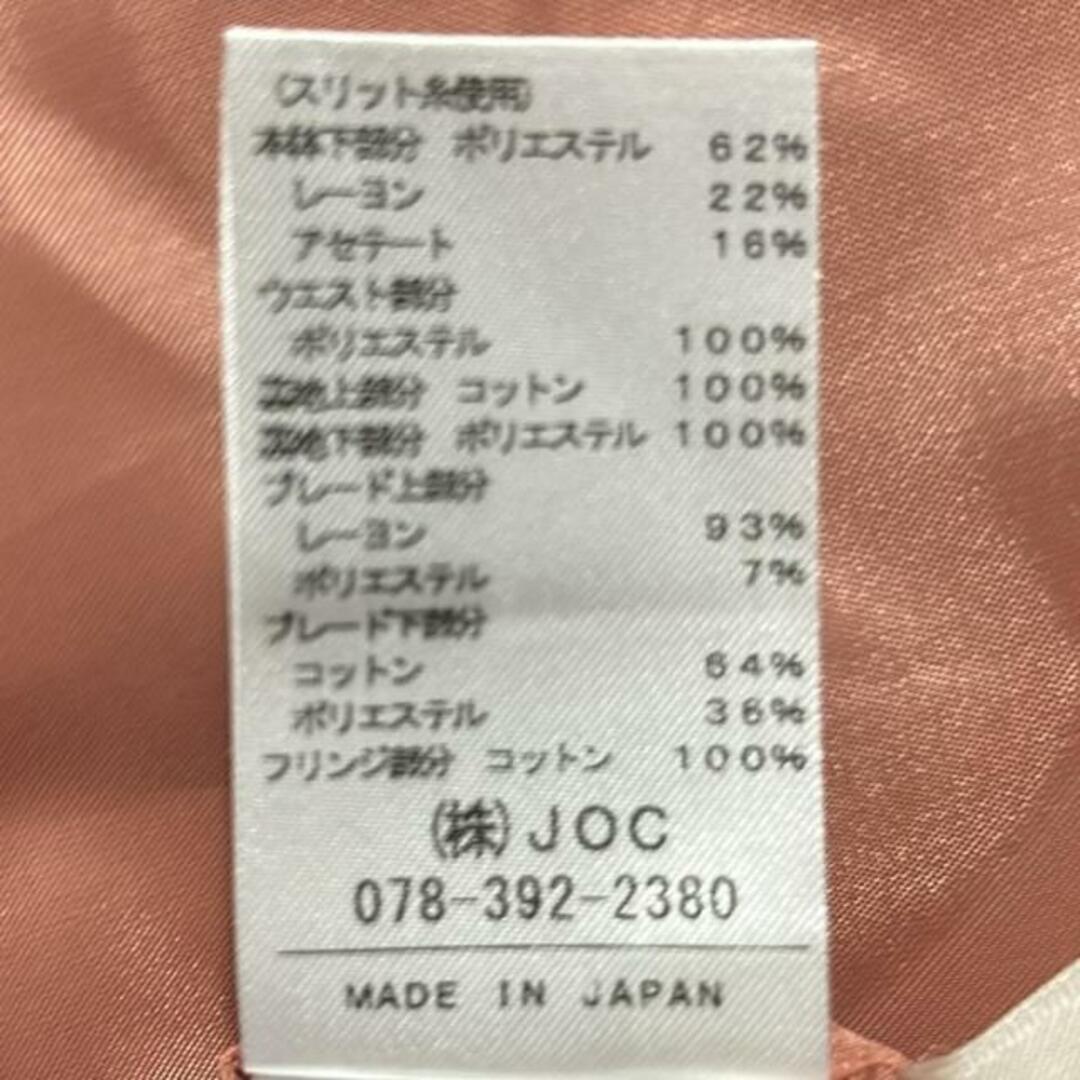 (スリット糸使用)
本体下部分 ポリエステル 62%
レーヨン 22%
アセテート 16%
ウエスト部分
ポリエステル 100%
裏地上部分 コットン 100%
裏地下部分 ポリエステル 100%
ブレード上部分
レーヨン 93%
ポリエステル 7%
ブレード下部分
コットン 64%
ポリエステル 36%
フリンジ部分 コットン 100%
(株)JOC
078-392-2380
MADE IN JAPAN